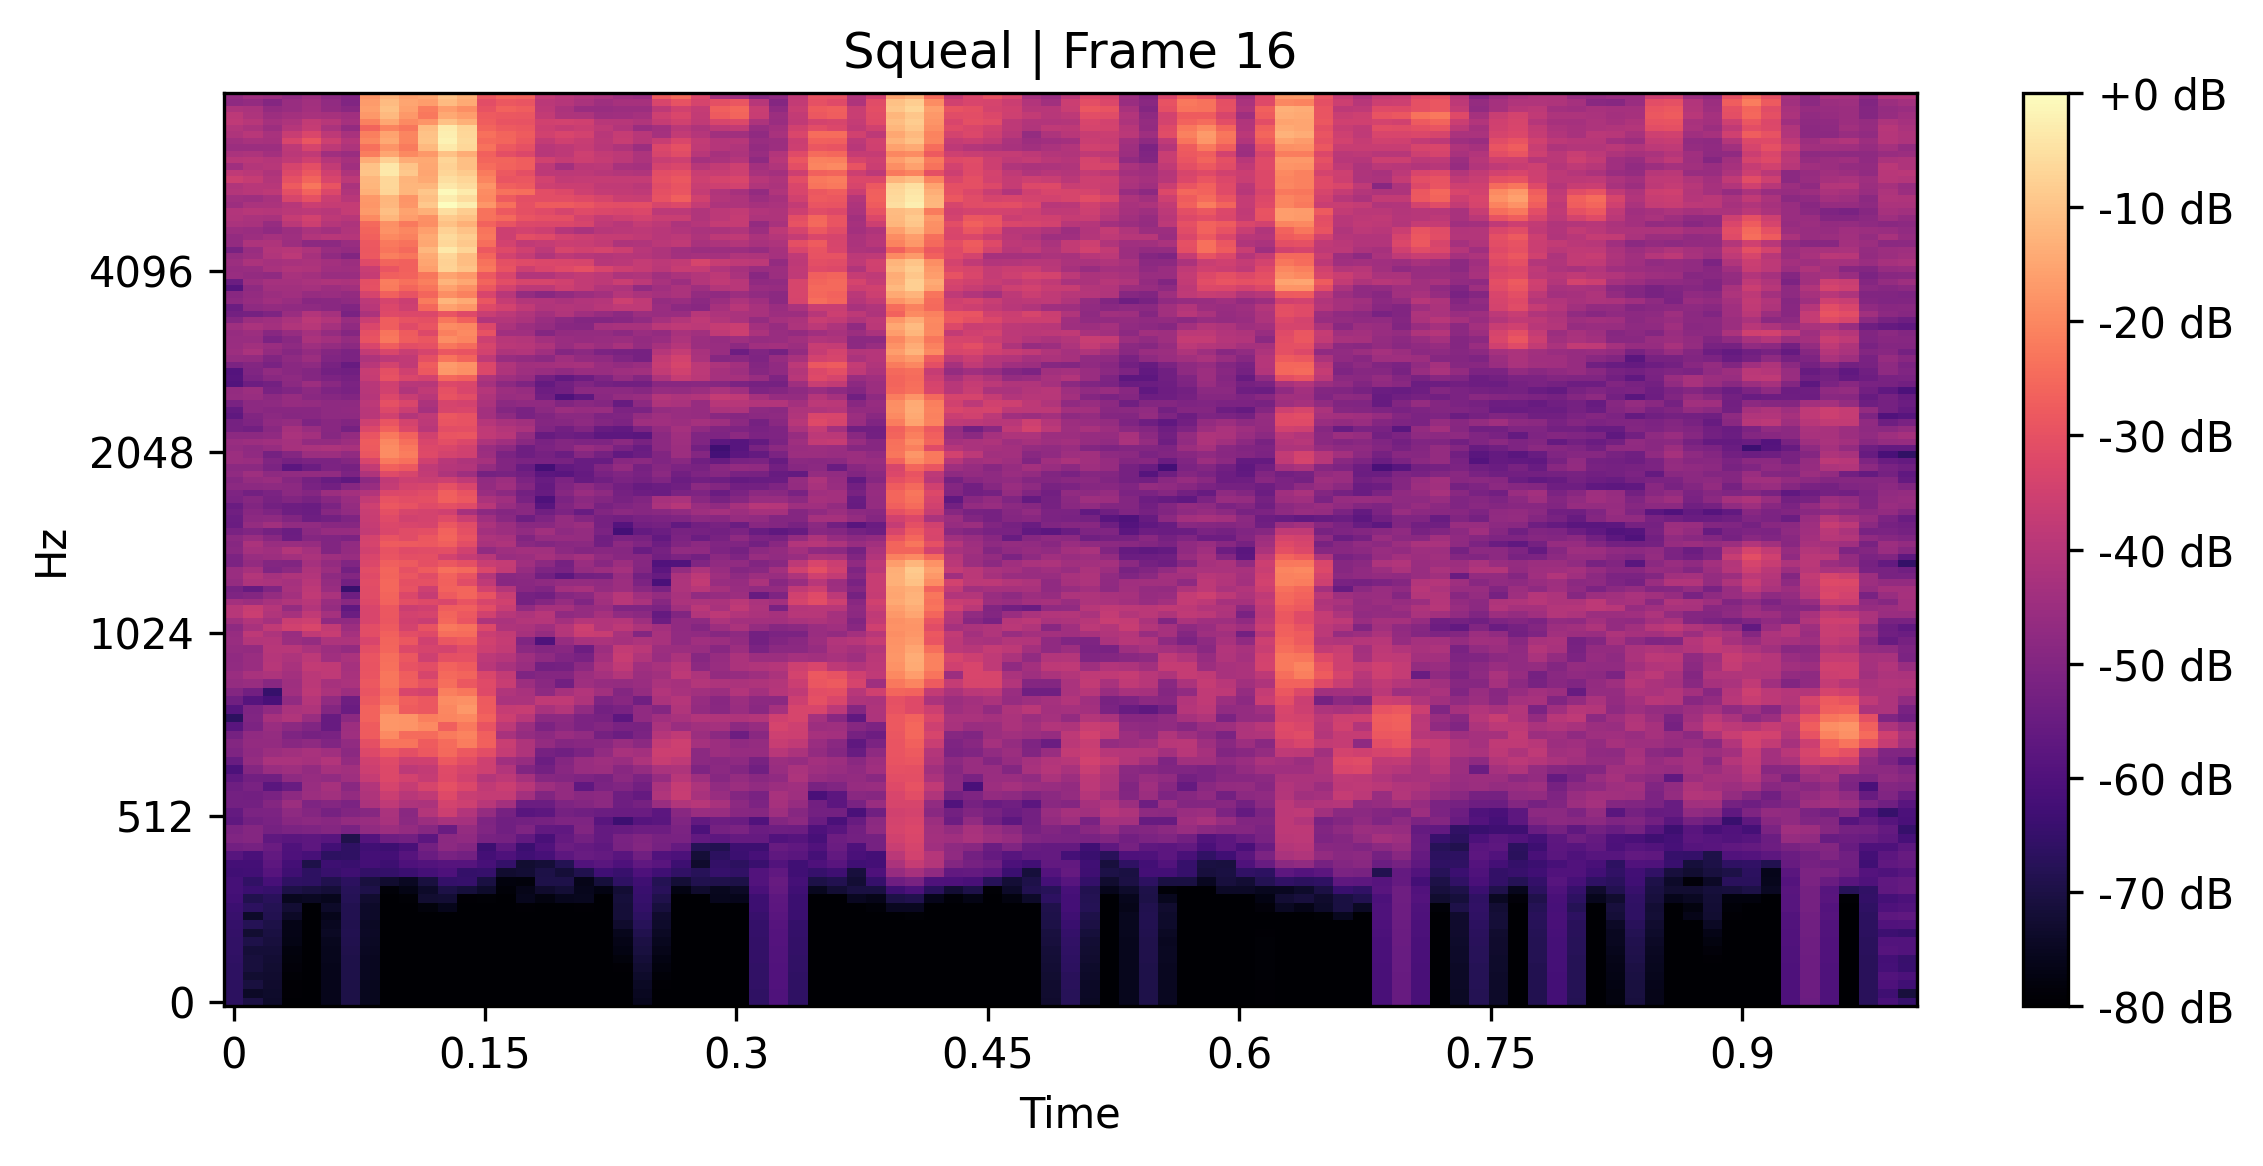 Squeal | Frame 16
+0 dB
-10 dB
-20 dB
-30 dB
-40 dB
-50 dB
-60 dB
-70 dB
-80 dB
Hz
4096
2048
1024
512
0
0 0.15 0.3 0.45 0.6 0.75 0.9
Time